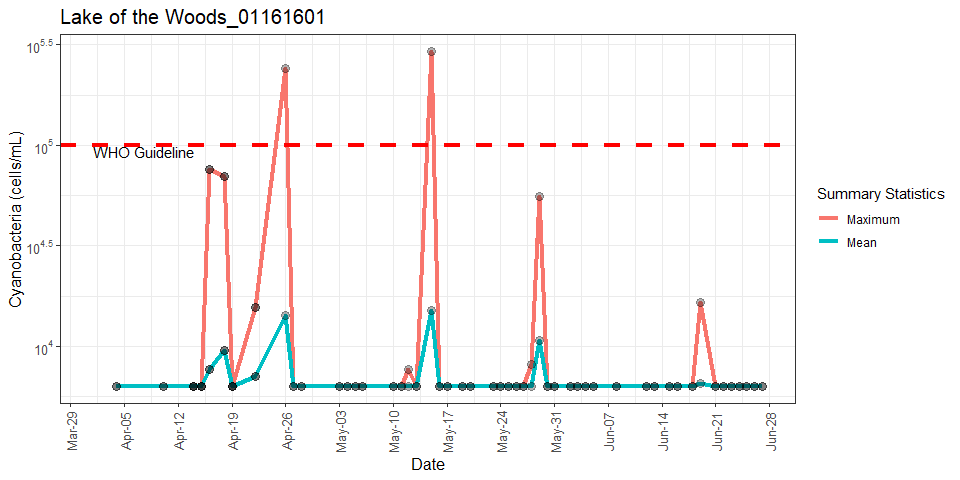 Lake of the Woods_01161601
Cyanobacteria (cells/mL)
10^5.5
10^5
10^4.5
10^4
WHO Guideline
Mar-29
Apr-05
Apr-12
Apr-19
Apr-26
May-03
May-10
May-17
May-24
May-31
Jun-07
Jun-14
Jun-21
Jun-28
Date
Summary Statistics
Maximum
Mean